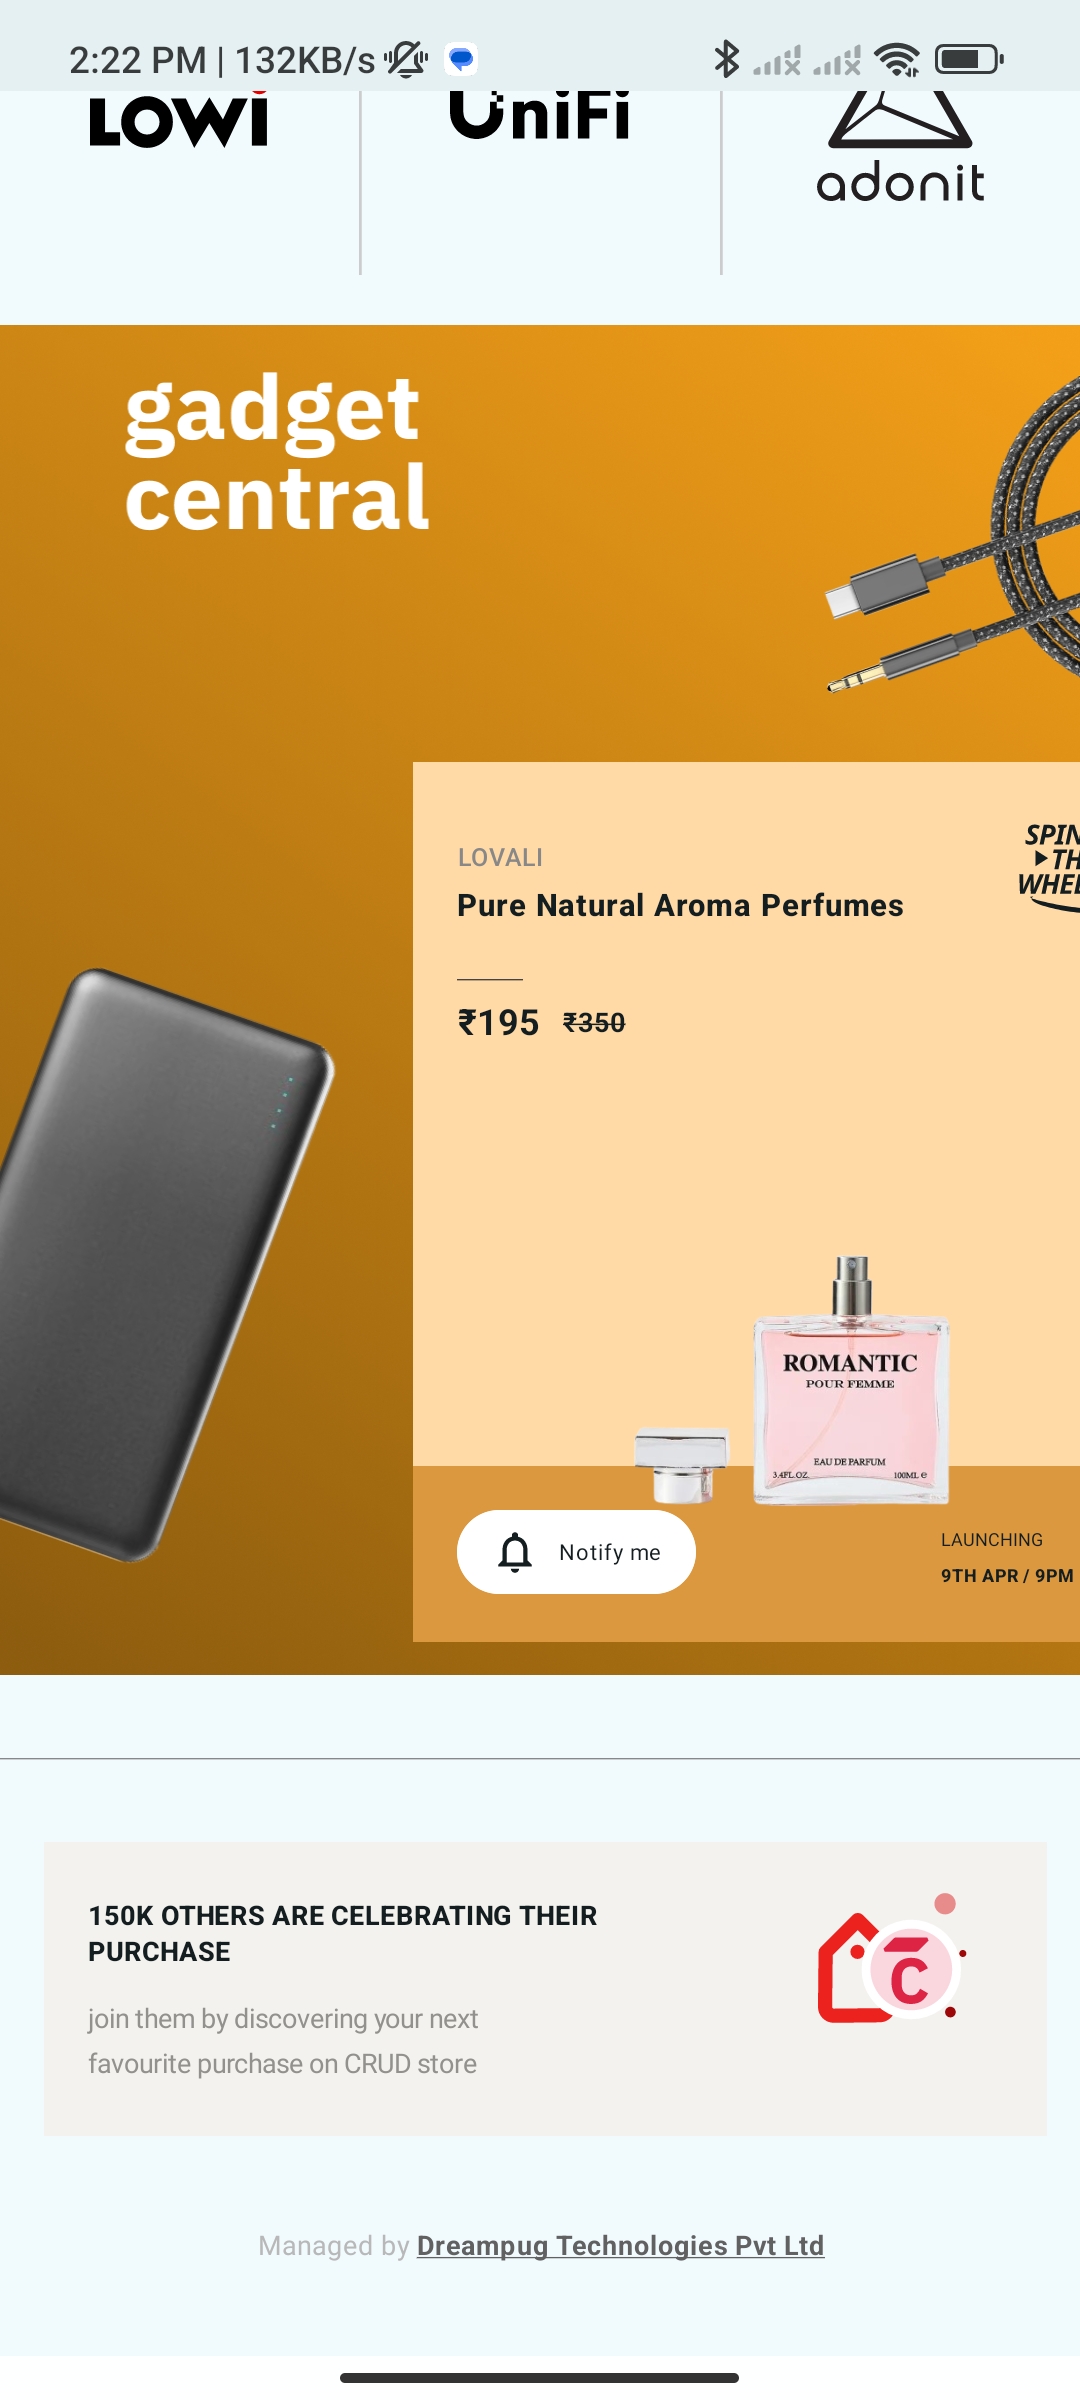 2:22 PM | 132KB/s
LOWi
UniFi
adonit
gadget
central
LOVALI
Pure Natural Aroma Perfumes
SPIN
WHEE
₹195 ₹350
ROMANTIC
POUR FEMME
EAU DE PARFUM
3.4FL.OZ. 100ML e
Notify me
LAUNCHING
9TH APR / 9PM
150K OTHERS ARE CELEBRATING THEIR
PURCHASE
join them by discovering your next
favourite purchase on CRUD store
Managed by Dreampug Technologies Pvt Ltd